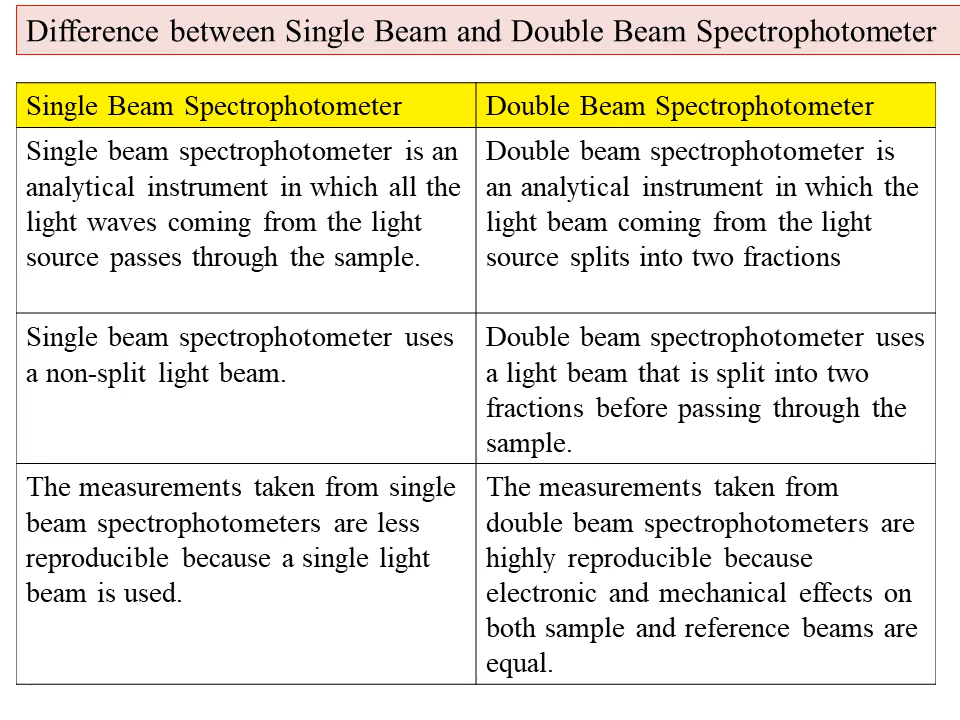 Difference between Single Beam and Double Beam Spectrophotometer
Single Beam Spectrophotometer
Double Beam Spectrophotometer
Single beam spectrophotometer is an
analytical instrument in which all the
light waves coming from the light
source passes through the sample.
Double beam spectrophotometer is
an analytical instrument in which the
light beam coming from the light
source splits into two fractions
Single beam spectrophotometer uses
a non-split light beam.
Double beam spectrophotometer uses
a light beam that is split into two
fractions before passing through the
sample.
The measurements taken from single
beam spectrophotometers are less
reproducible because a single light
beam is used.
The measurements taken from
double beam spectrophotometers are
highly reproducible because
electronic and mechanical effects on
both sample and reference beams are
equal.